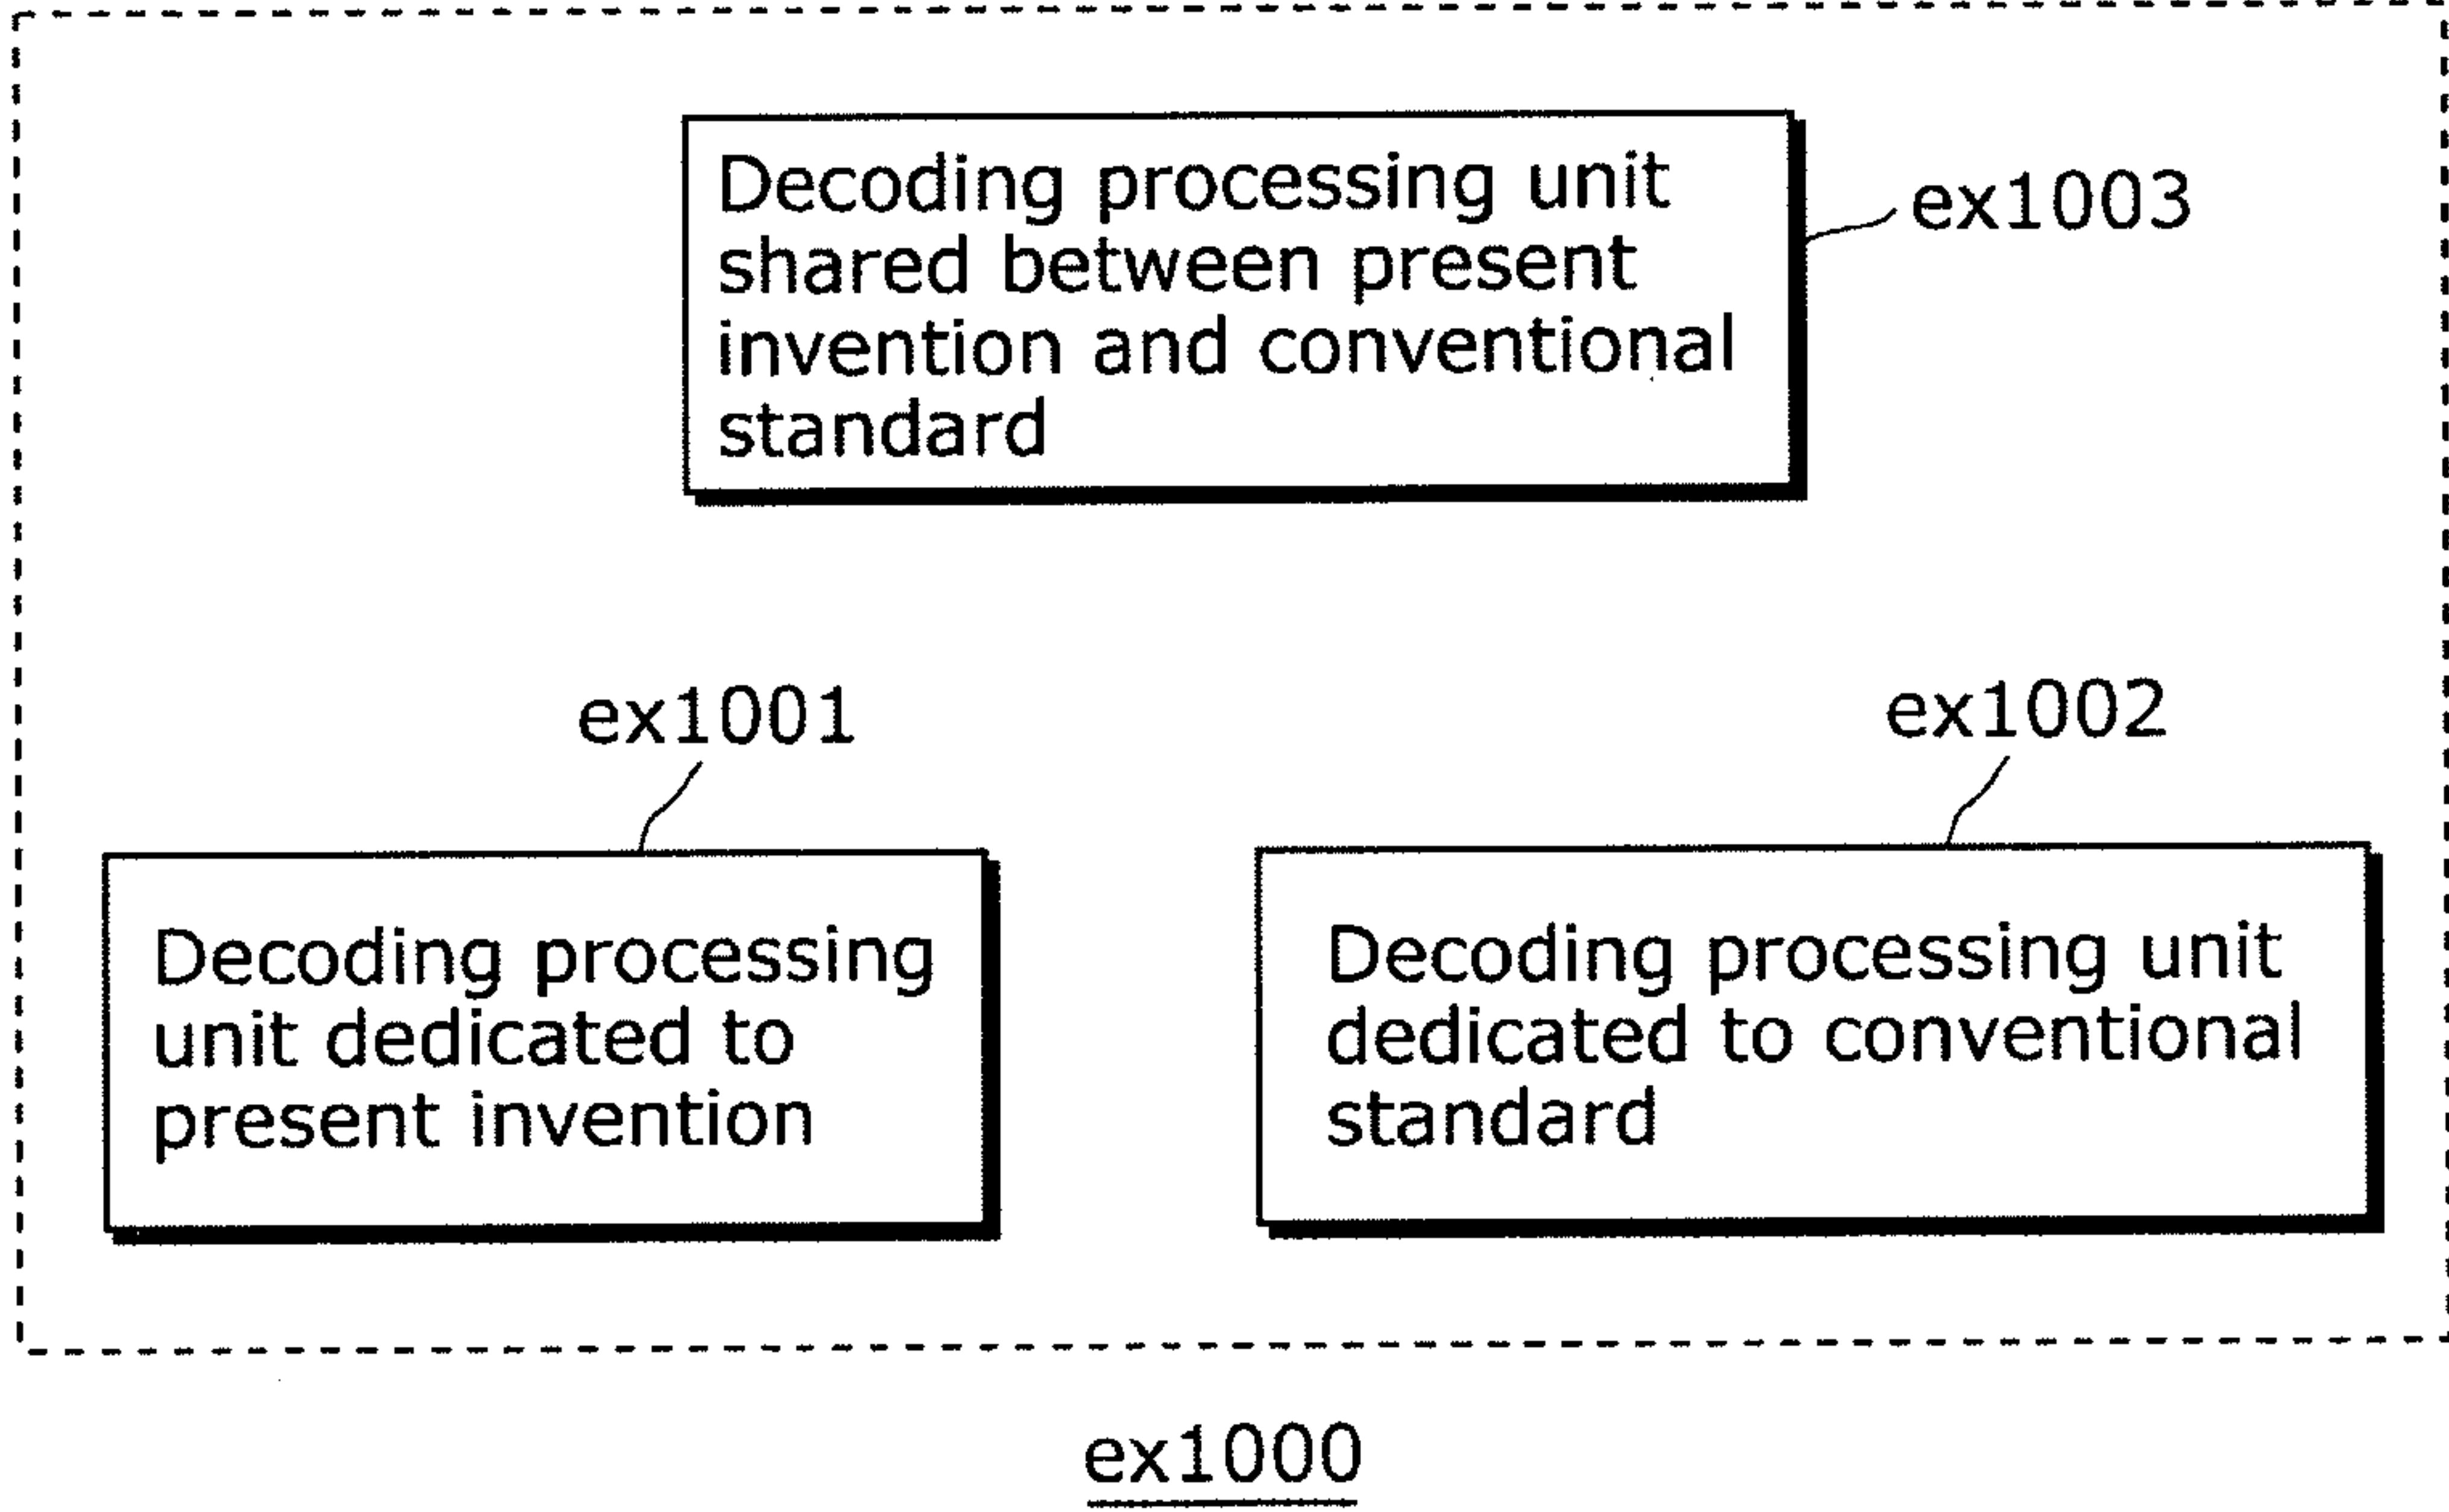 Decoding processing unit
shared between present
invention and conventional
standard
ex1003
ex1001
ex1002
Decoding processing
unit dedicated to
present invention
Decoding processing unit
dedicated to conventional
standard
ex1000